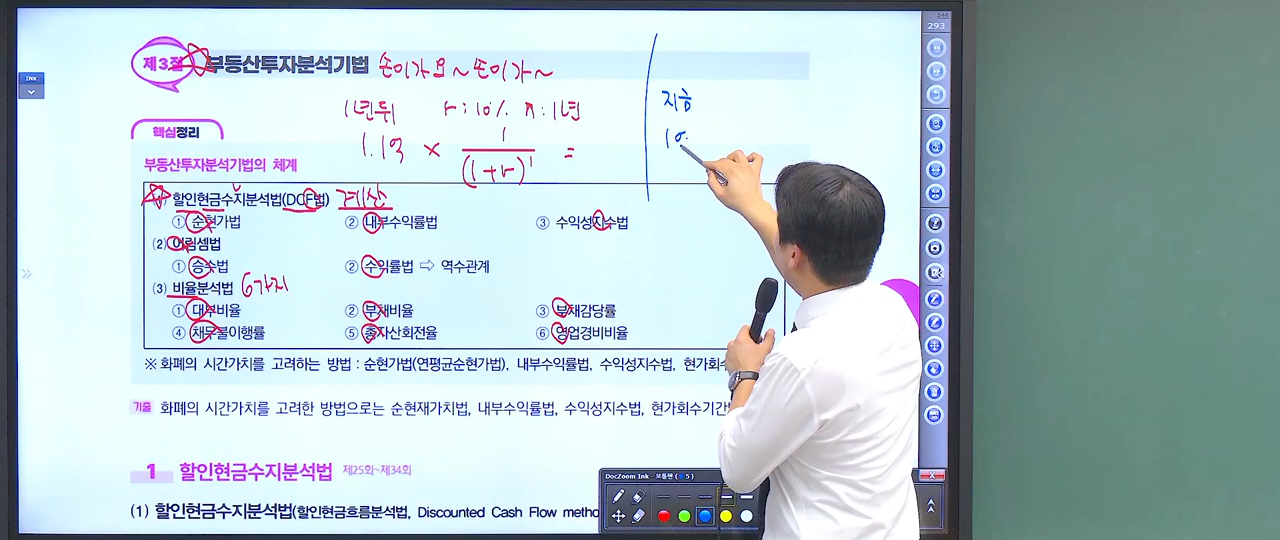 544
293
INK
제3절 부동산투자분석기법 손이가요~손이가~
1년뒤 r:10% n:1년
지금
핵심정리
1.1억 × 1/(1+r)¹ =
1억
부동산투자분석기법의 체계
할인현금수지분석법(DCF법) 계산
① 순현가법 ② 내부수익률법 ③ 수익성지수법
(2) 어림셈법
① 승수법 ② 수익률법 ⇨ 역수관계
(3) 비율분석법 6가지
① 대부비율 ② 부채비율 ③ 부채감당률
④ 채무불이행률 ⑤ 총자산회전율 ⑥ 영업경비비율
※ 화폐의 시간가치를 고려하는 방법 : 순현가법(연평균순현가법), 내부수익률법, 수익성지수법, 현가회수
기출 화폐의 시간가치를 고려한 방법으로는 순현재가치법, 내부수익률법, 수익성지수법, 현가회수기간
1 할인현금수지분석법 제25회~제34회
DocZoom Ink - 보통펜 ( 5 )
(1) 할인현금수지분석법(할인현금흐름분석법, Discounted Cash Flow metho